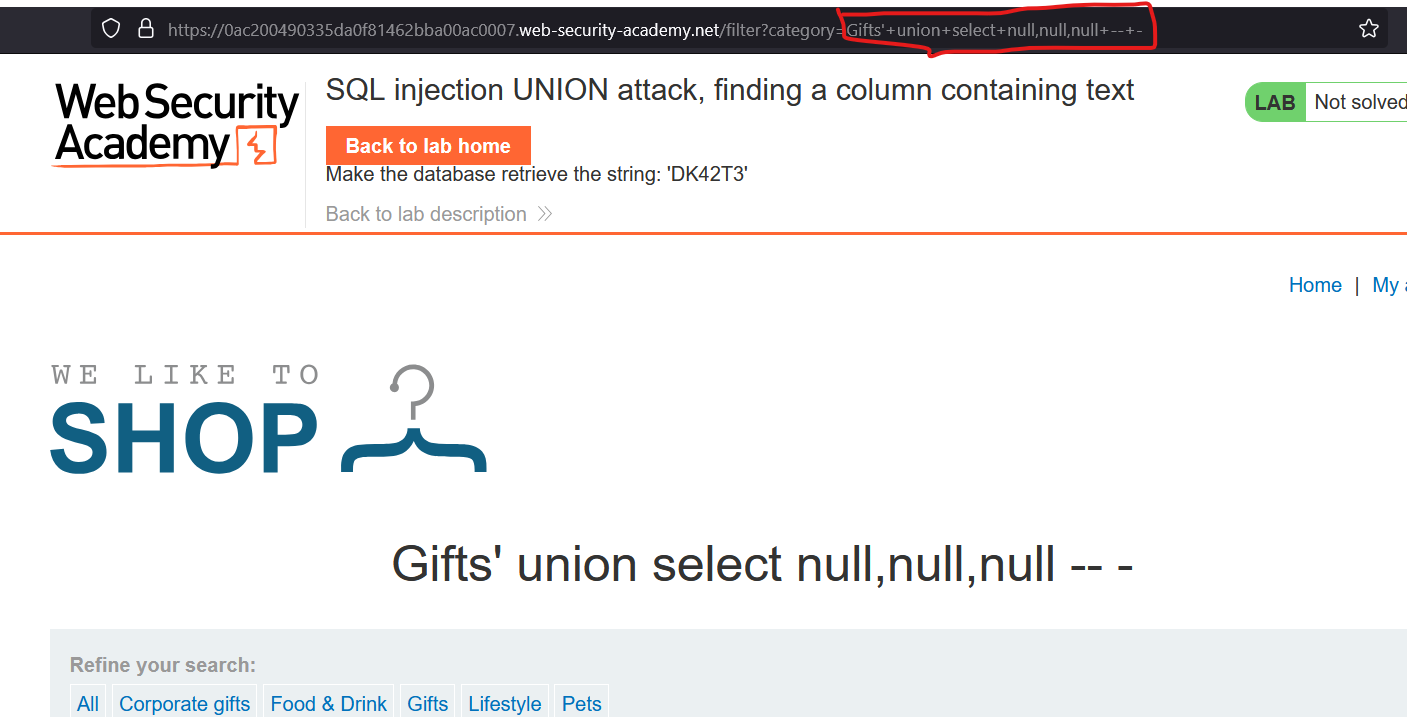 https://0ac200490335da0f81462bba00ac0007.web-security-academy.net/filter?category=Gifts'+union+select+null,null,null+--+-
Web Security
Academy
SQL injection UNION attack, finding a column containing text
LAB Not solved
Back to lab home
Make the database retrieve the string: 'DK42T3'
Back to lab description
Home | My a
WE LIKE TO
SHOP
Gifts' union select null,null,null -- -
Refine your search:
All Corporate gifts Food & Drink Gifts Lifestyle Pets